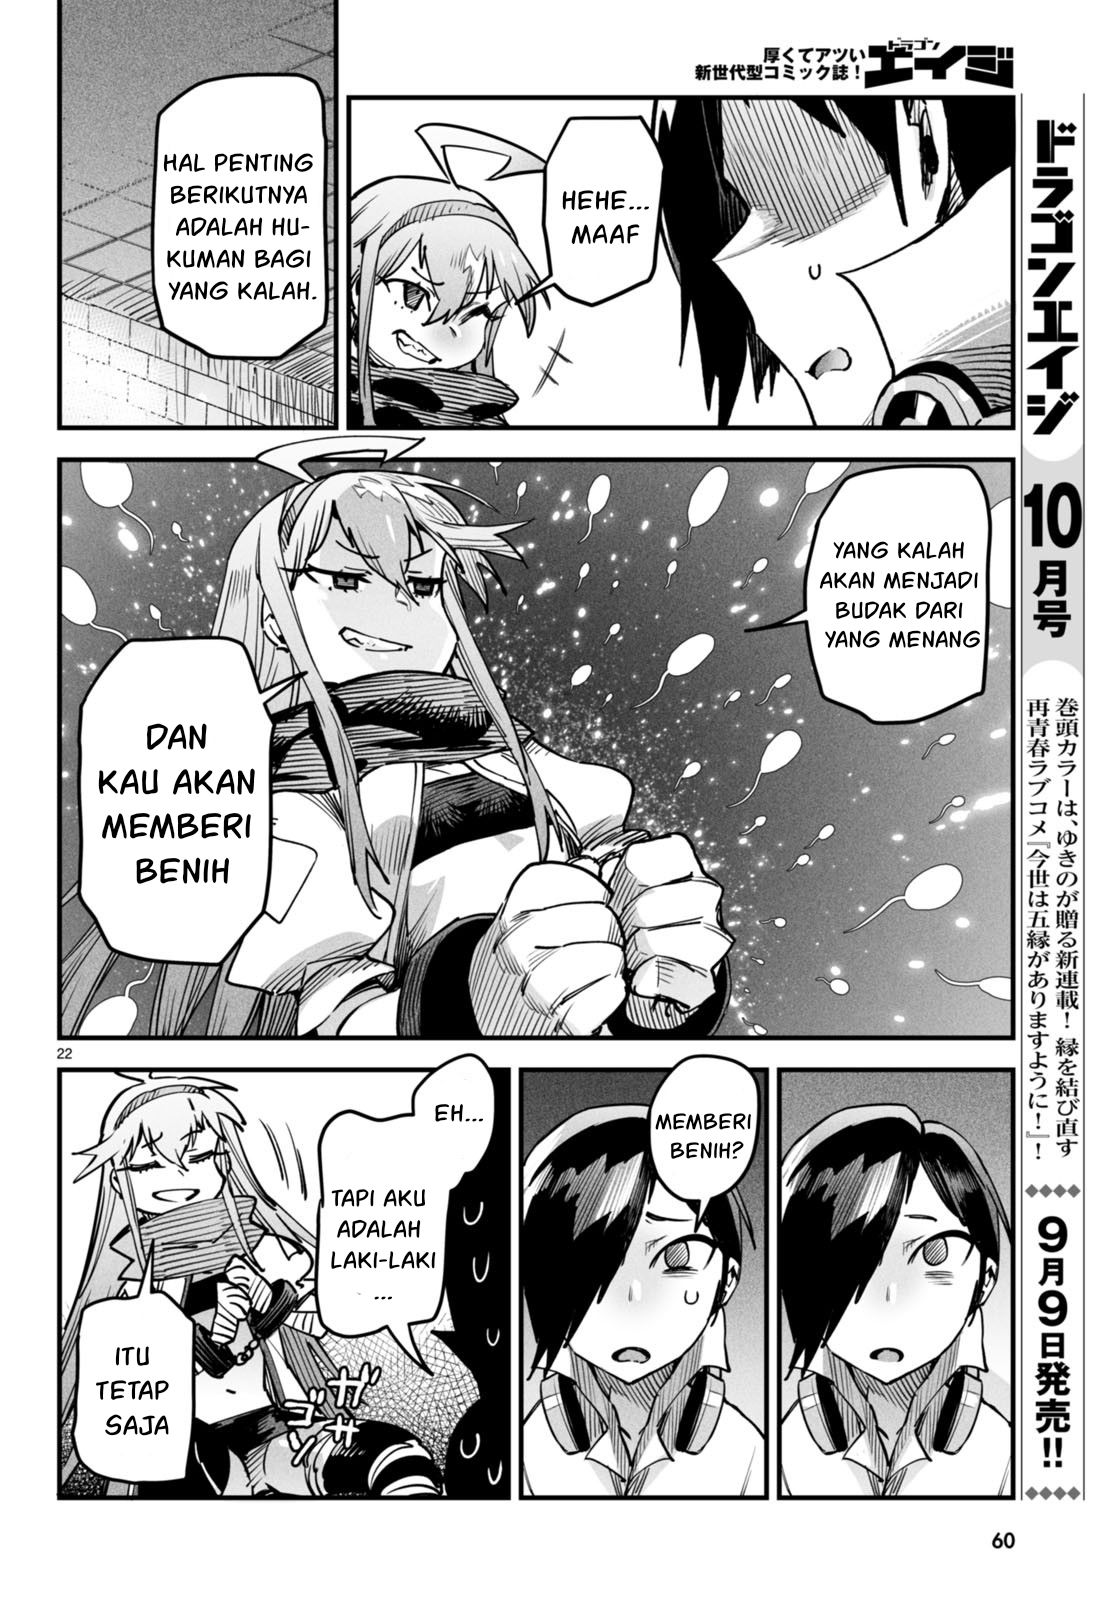 厚くてアツい
新世代型コミック誌!
ドラゴン
エイジ
HEHE...
MAAF
HAL PENTING
BERIKUTNYA
ADALAH HU-
KUMAN BAGI
YANG KALAH.
YANG KALAH
AKAN MENJADI
BUDAK DARI
YANG MENANG
DAN
KAU AKAN
MEMBERI
BENIH
22
MEMBERI
BENIH?
EH...
TAPI AKU
ADALAH
LAKI-LAKI
...
ITU
TETAP
SAJA
ガサ
ゴソ
ドラゴンエイジ
10月号
巻頭カラーは、ゆきのが贈る新連載! 縁を結び直す
再青春ラブコメ『今世は五縁がありますように!』!
9月9日発売!!
60